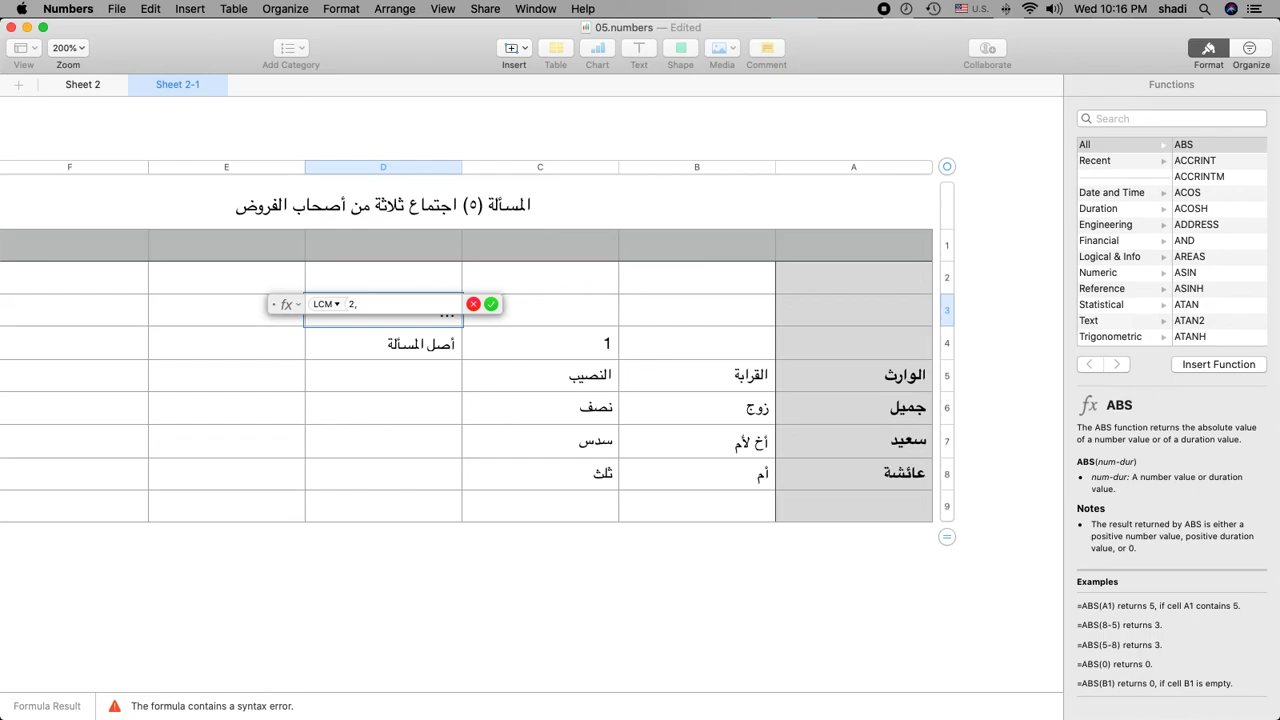 Numbers File Edit Insert Table Organize Format Arrange View Share Window Help U.S. Wed 10:16 PM shadi
05.numbers — Edited
200%
View Zoom Add Category Insert Table Chart Text Shape Media Comment Collaborate Format Organize
Sheet 2 Sheet 2-1
Functions
Search
All ABS
Recent ACCRINT
ACCRINTM
Date and Time ACOS
Duration ACOSH
Engineering ADDRESS
Financial AND
Logical & Info AREAS
Numeric ASIN
Reference ASINH
Statistical ATAN
Text ATAN2
Trigonometric ATANH
Insert Function
fx ABS
The ABS function returns the absolute value
of a number value or of a duration value.
ABS(num-dur)
• num-dur: A number value or duration
value.
Notes
• The result returned by ABS is either a
positive number value, positive duration
value, or 0.
Examples
=ABS(A1) returns 5, if cell A1 contains 5.
=ABS(8-5) returns 3.
=ABS(5-8) returns 3.
=ABS(0) returns 0.
=ABS(B1) returns 0, if cell B1 is empty.
F E D C B A
المسألة (٥) اجتماع ثلاثة من أصحاب الفروض
1
2
fx LCM 2,
... 3
أصل المسألة 1 4
الوارث القرابة النصيب 5
جميل زوج نصف 6
سعيد أخ لأم سدس 7
عائشة أم ثلث 8
9
Formula Result The formula contains a syntax error.